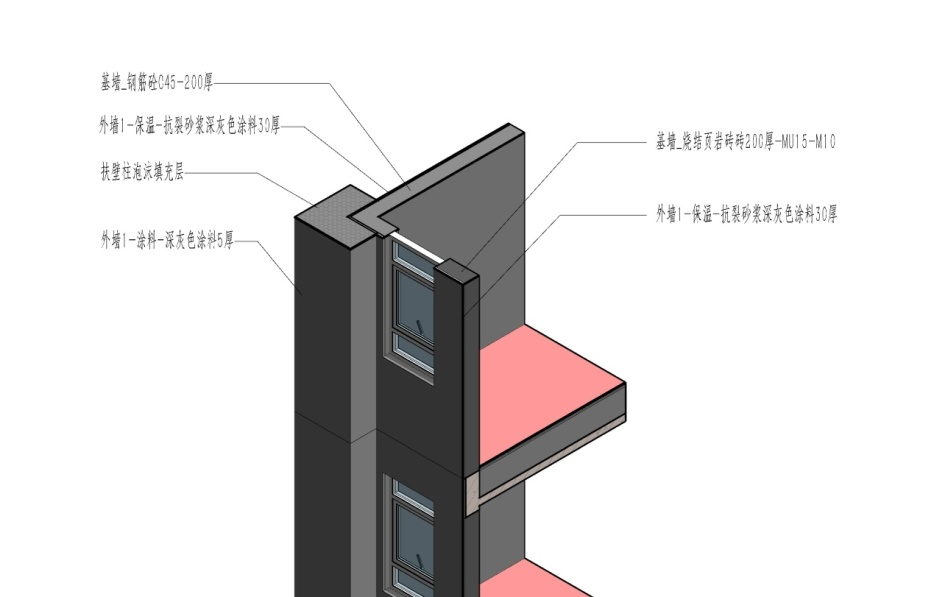 基墙_钢筋砼C45-200厚
外墙1-保温-抗裂砂浆深灰色涂料30厚
扶壁柱泡沫填充层
外墙1-涂料-深灰色涂料5厚
基墙_烧结页岩砖砖200厚-MU15-M10
外墙1-保温-抗裂砂浆深灰色涂料30厚